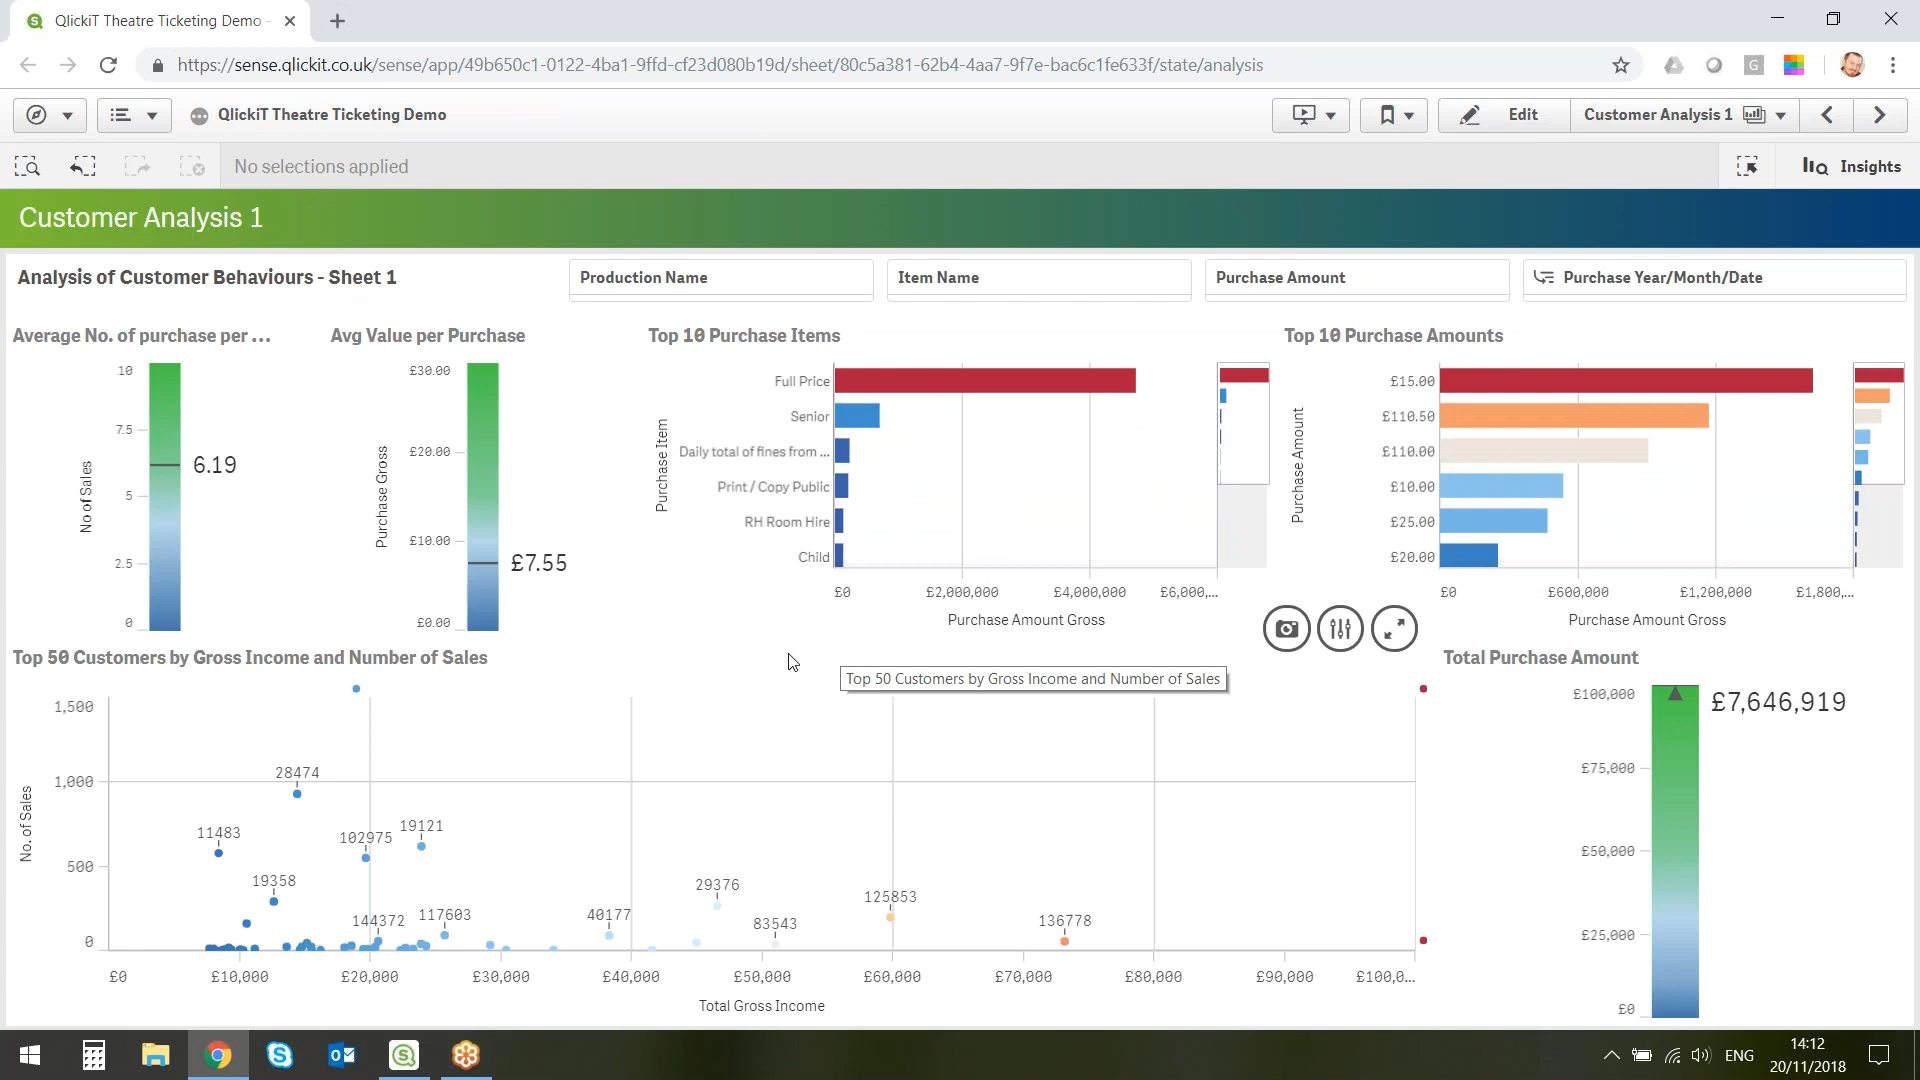 QlickiT Theatre Ticketing Demo -
https://sense.qlickit.co.uk/sense/app/49b650c1-0122-4ba1-9ffd-cf23d080b19d/sheet/80c5a381-62b4-4aa7-9f7e-bac6c1fe633f/state/analysis
QlickiT Theatre Ticketing Demo
Edit
Customer Analysis 1
No selections applied
Insights
Customer Analysis 1
Analysis of Customer Behaviours - Sheet 1
Production Name
Item Name
Purchase Amount
Purchase Year/Month/Date
Average No. of purchase per ...
No of Sales
10
7.5
5
2.5
0
6.19
Avg Value per Purchase
Purchase Gross
£30.00
£20.00
£10.00
£0.00
£7.55
Top 10 Purchase Items
Purchase Item
Full Price
Senior
Daily total of fines from ...
Print / Copy Public
RH Room Hire
Child
£0
£2,000,000
£4,000,000
£6,000,...
Purchase Amount Gross
Top 10 Purchase Amounts
Purchase Amount
£15.00
£110.50
£110.00
£10.00
£25.00
£20.00
£0
£600,000
£1,200,000
£1,800,...
Purchase Amount Gross
Top 50 Customers by Gross Income and Number of Sales
Top 50 Customers by Gross Income and Number of Sales
No. of Sales
1,500
1,000
500
0
28474
11483
102975
19121
19358
144372
117603
40177
29376
83543
125853
136778
£0
£10,000
£20,000
£30,000
£40,000
£50,000
£60,000
£70,000
£80,000
£90,000
£100,0...
Total Gross Income
Total Purchase Amount
£100,000
£75,000
£50,000
£25,000
£0
£7,646,919
ENG
14:12
20/11/2018